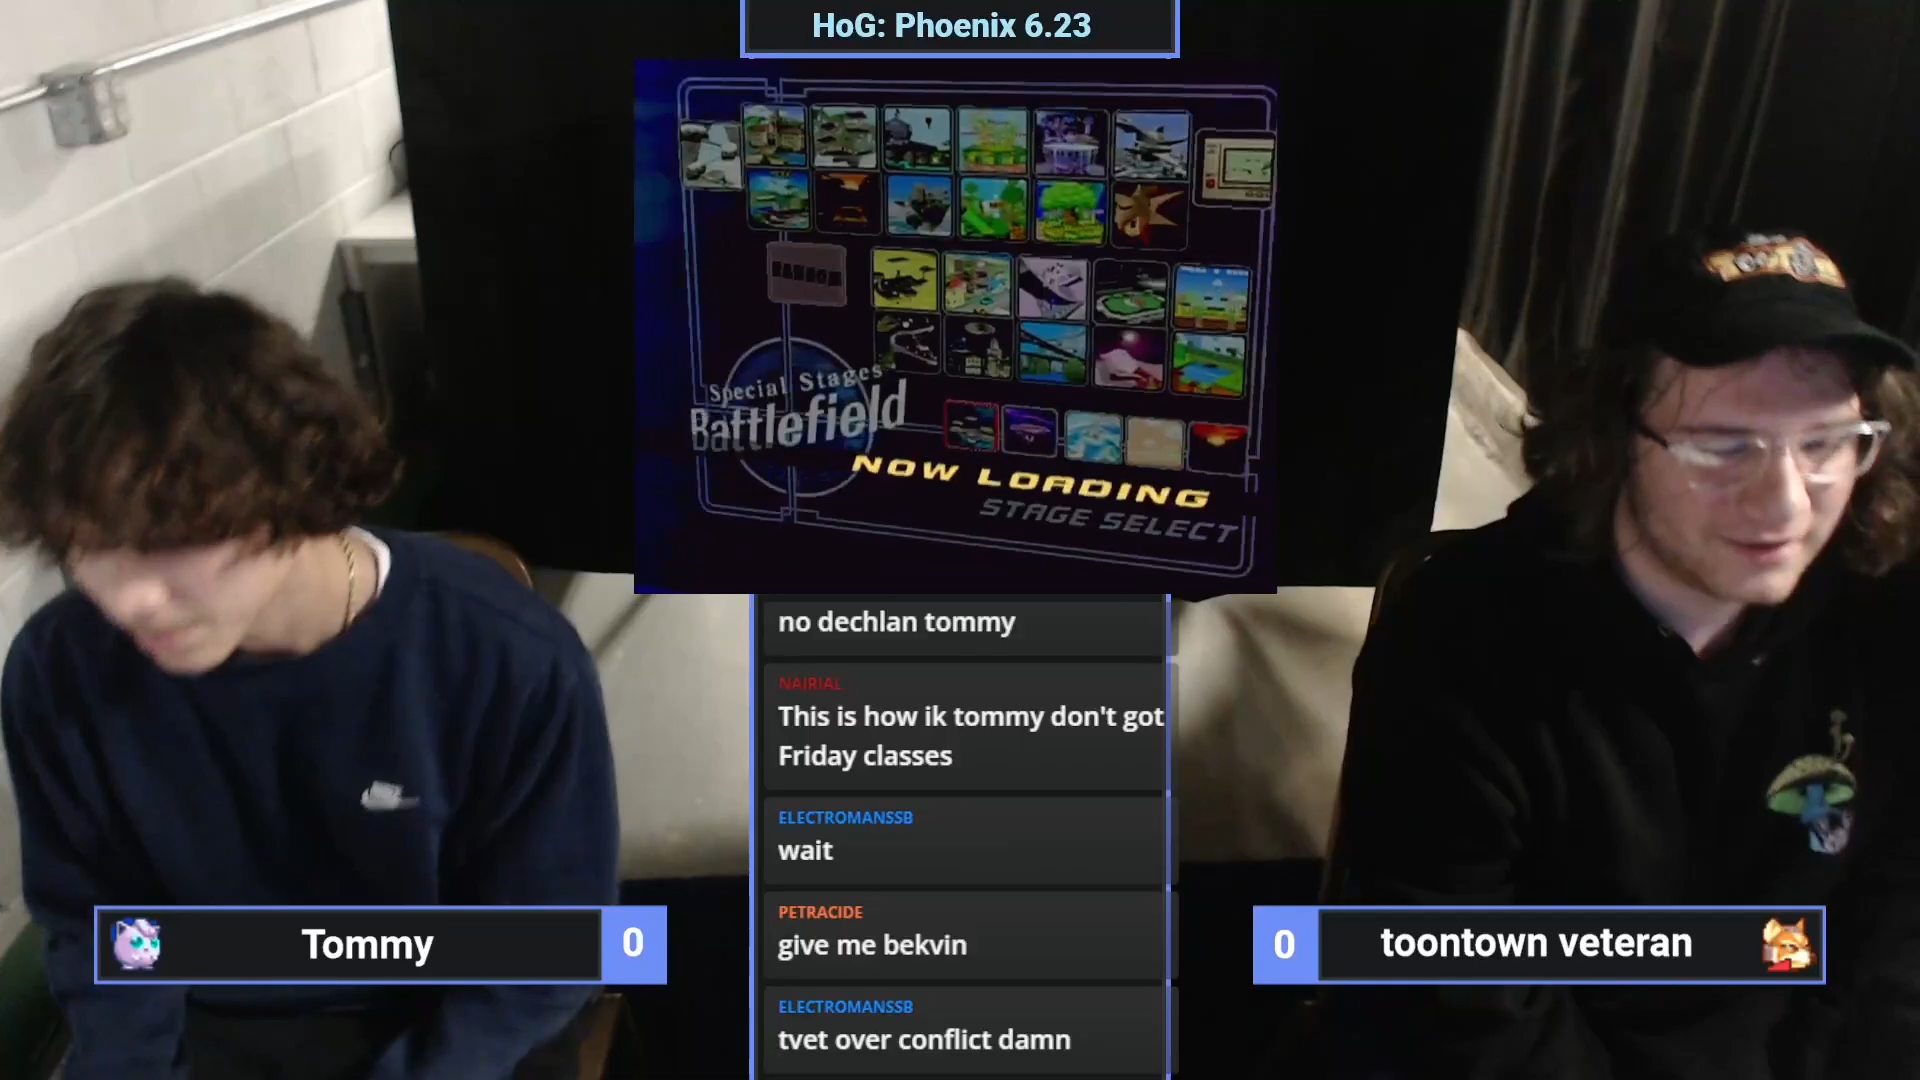 HoG: Phoenix 6.23
RANDOM
Special Stages
Battlefield
NOW LOADING
STAGE SELECT
no dechlan tommy
NAIRIAL
This is how ik tommy don't got
Friday classes
ELECTROMANSSB
wait
PETRACIDE
give me bekvin
ELECTROMANSSB
tvet over conflict damn
Tommy 0
0 toontown veteran